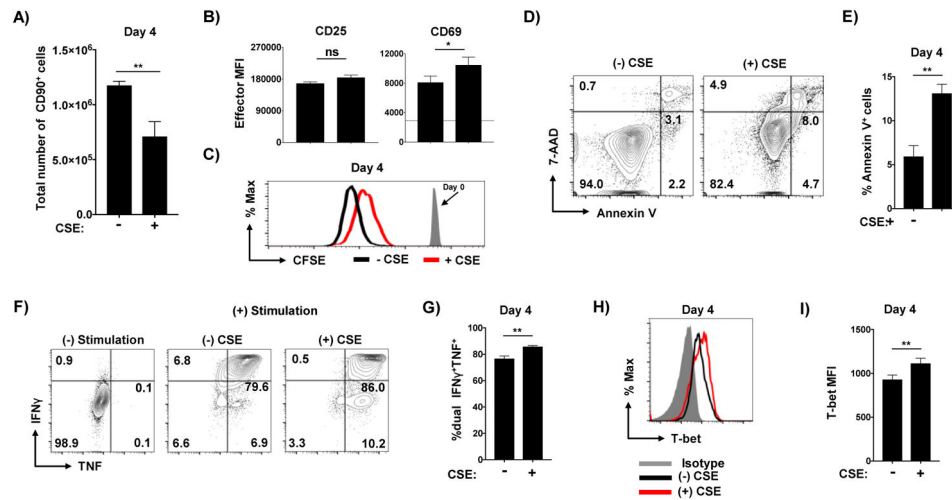 A)
Day 4
Total number of CD90⁺ cells
1.5×10⁶
**
1.0×10⁶
5.0×10⁵
0
CSE: - +
B)
CD25
CD69
Effector MFI
270000
180000
90000
0
ns
12000
8000
4000
0
*
C)
Day 4
% Max
Day 0
CFSE
- CSE
+ CSE
D)
(-) CSE
(+) CSE
7-AAD
0.7
3.1
94.0
2.2
4.9
8.0
82.4
4.7
Annexin V
E)
Day 4
% Annexin V⁺ cells
15
**
10
5
0
CSE:+ -
F)
(+) Stimulation
(-) Stimulation
(-) CSE
(+) CSE
IFNγ
0.9
0.1
98.9
0.1
6.8
79.6
6.6
6.9
0.5
86.0
3.3
10.2
TNF
G)
Day 4
%dual IFNγ⁺TNF⁺
100
**
80
60
40
20
0
CSE: - +
H)
Day 4
% Max
T-bet
Isotype
(-) CSE
(+) CSE
I)
Day 4
T-bet MFI
1500
**
1000
500
0
CSE: - +